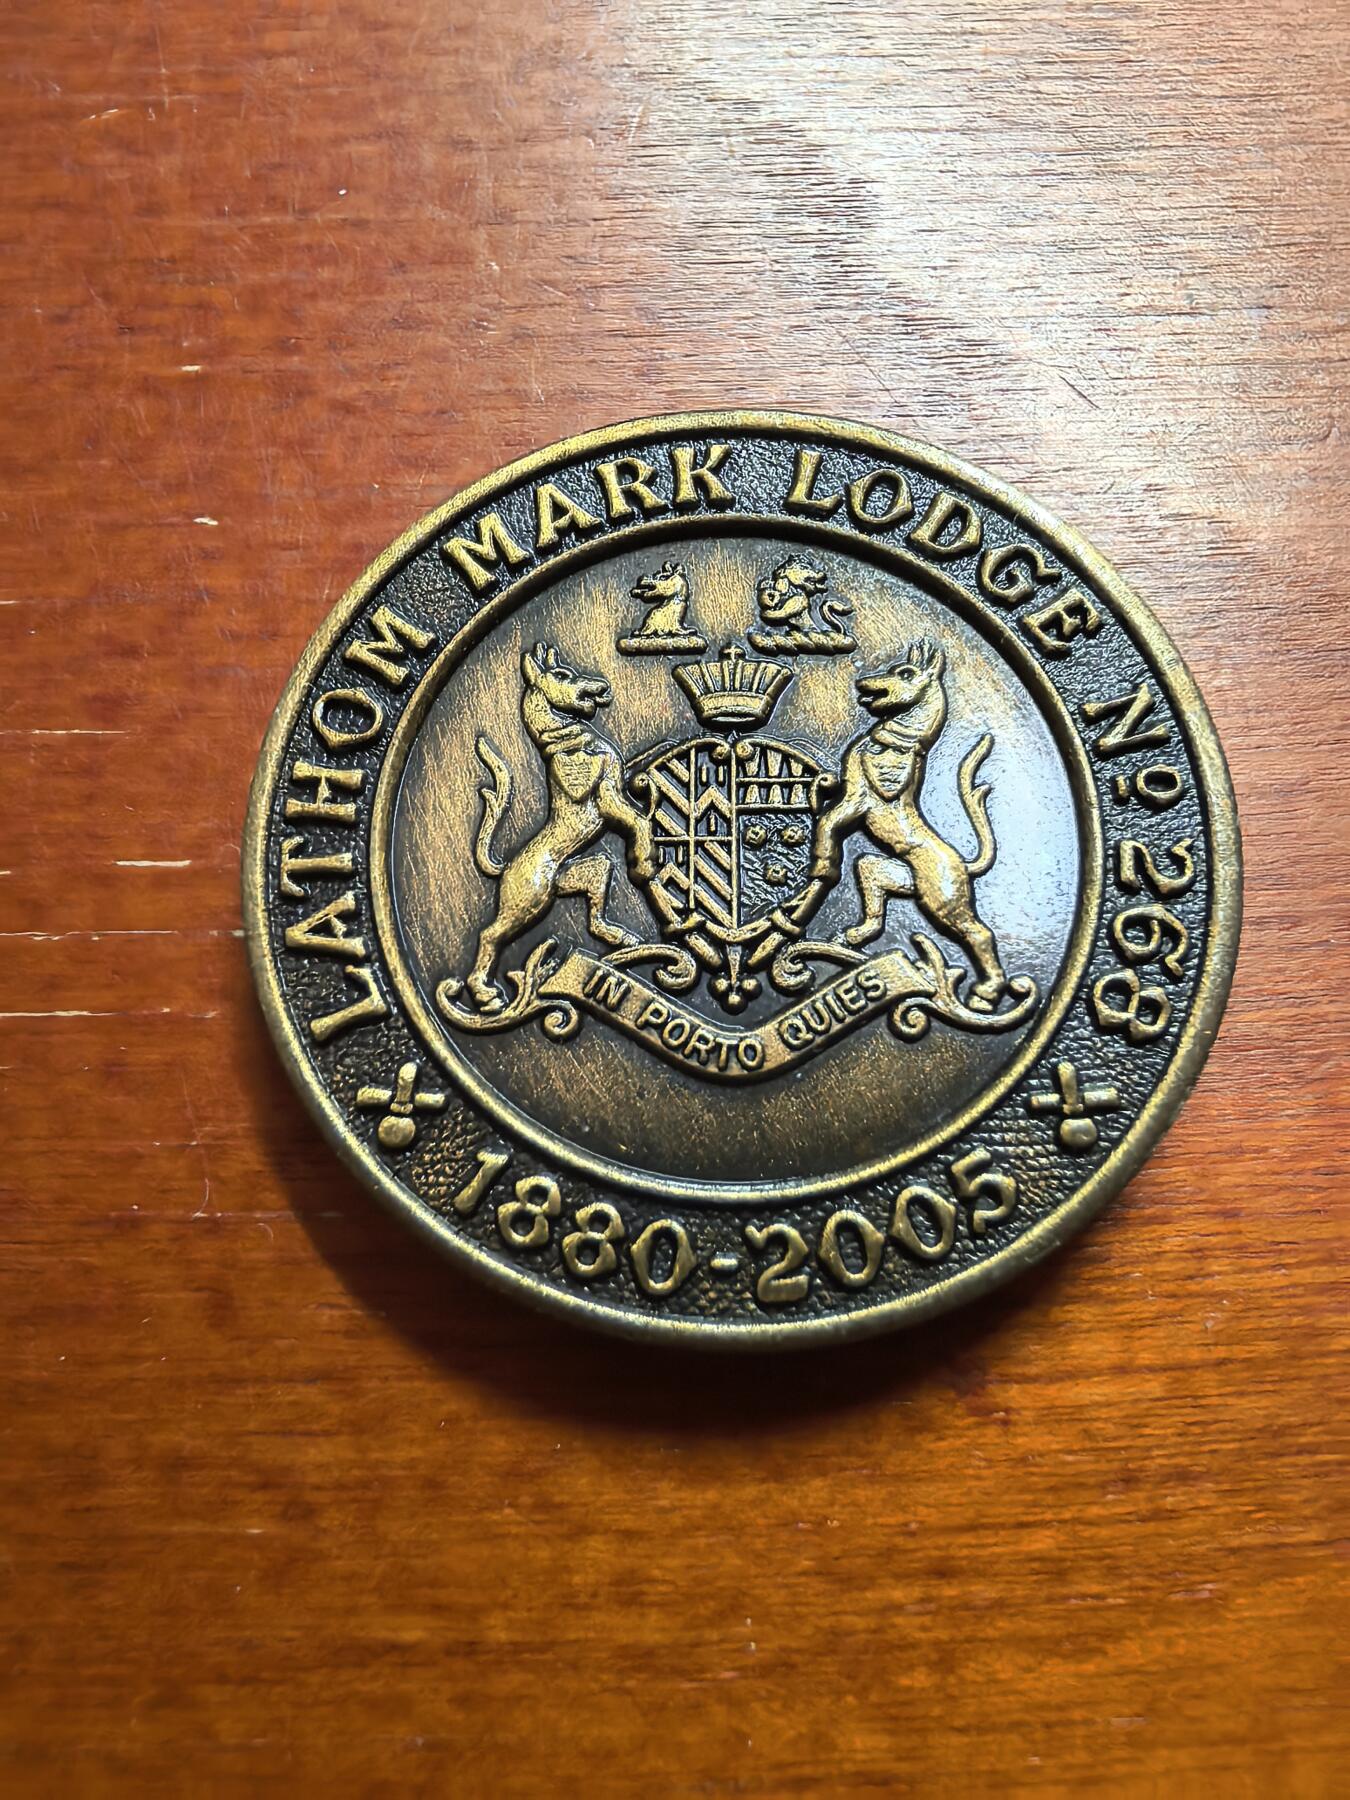 LATHOM MARK LODGE Nº 268
IN PORTO QUIES
1880-2005